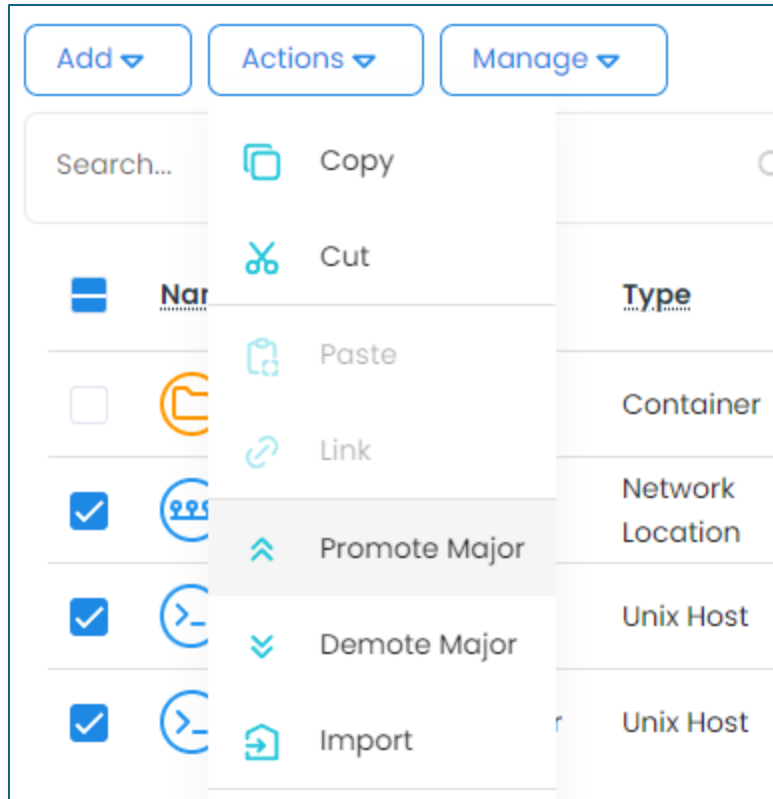 Add
Actions
Manage
Search...
Copy
Cut
Type
Paste
Link
Container
Network
Location
Promote Major
Unix Host
Demote Major
Import
Unix Host